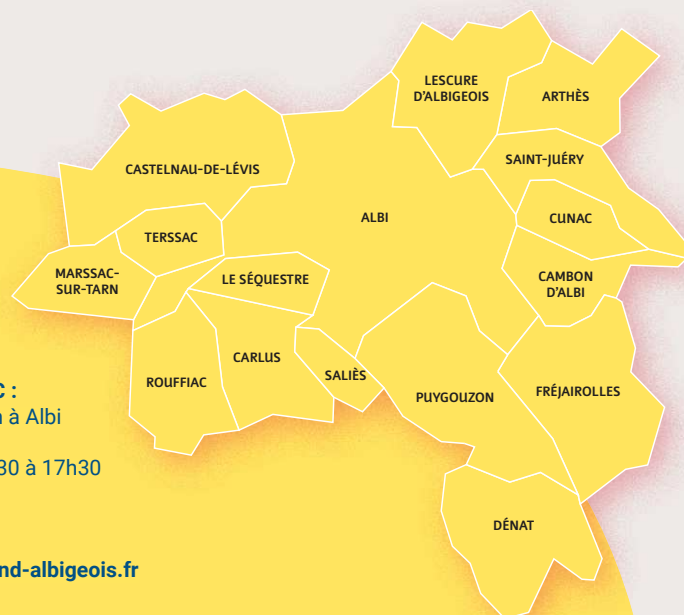 LESCURE
D'ALBIGEOIS
ARTHÈS
CASTELNAU-DE-LÉVIS
SAINT-JUÉRY
ALBI
CUNAC
TERSSAC
MARSSAC-
SUR-TARN
LE SÉQUESTRE
CAMBON
D'ALBI
CARLUS
ROUFFIAC
SALIÈS
PUYGOUZON
FRÉJAIROLLES
DÉNAT
C :
à Albi
30 à 17h30
nd-albigeois.fr